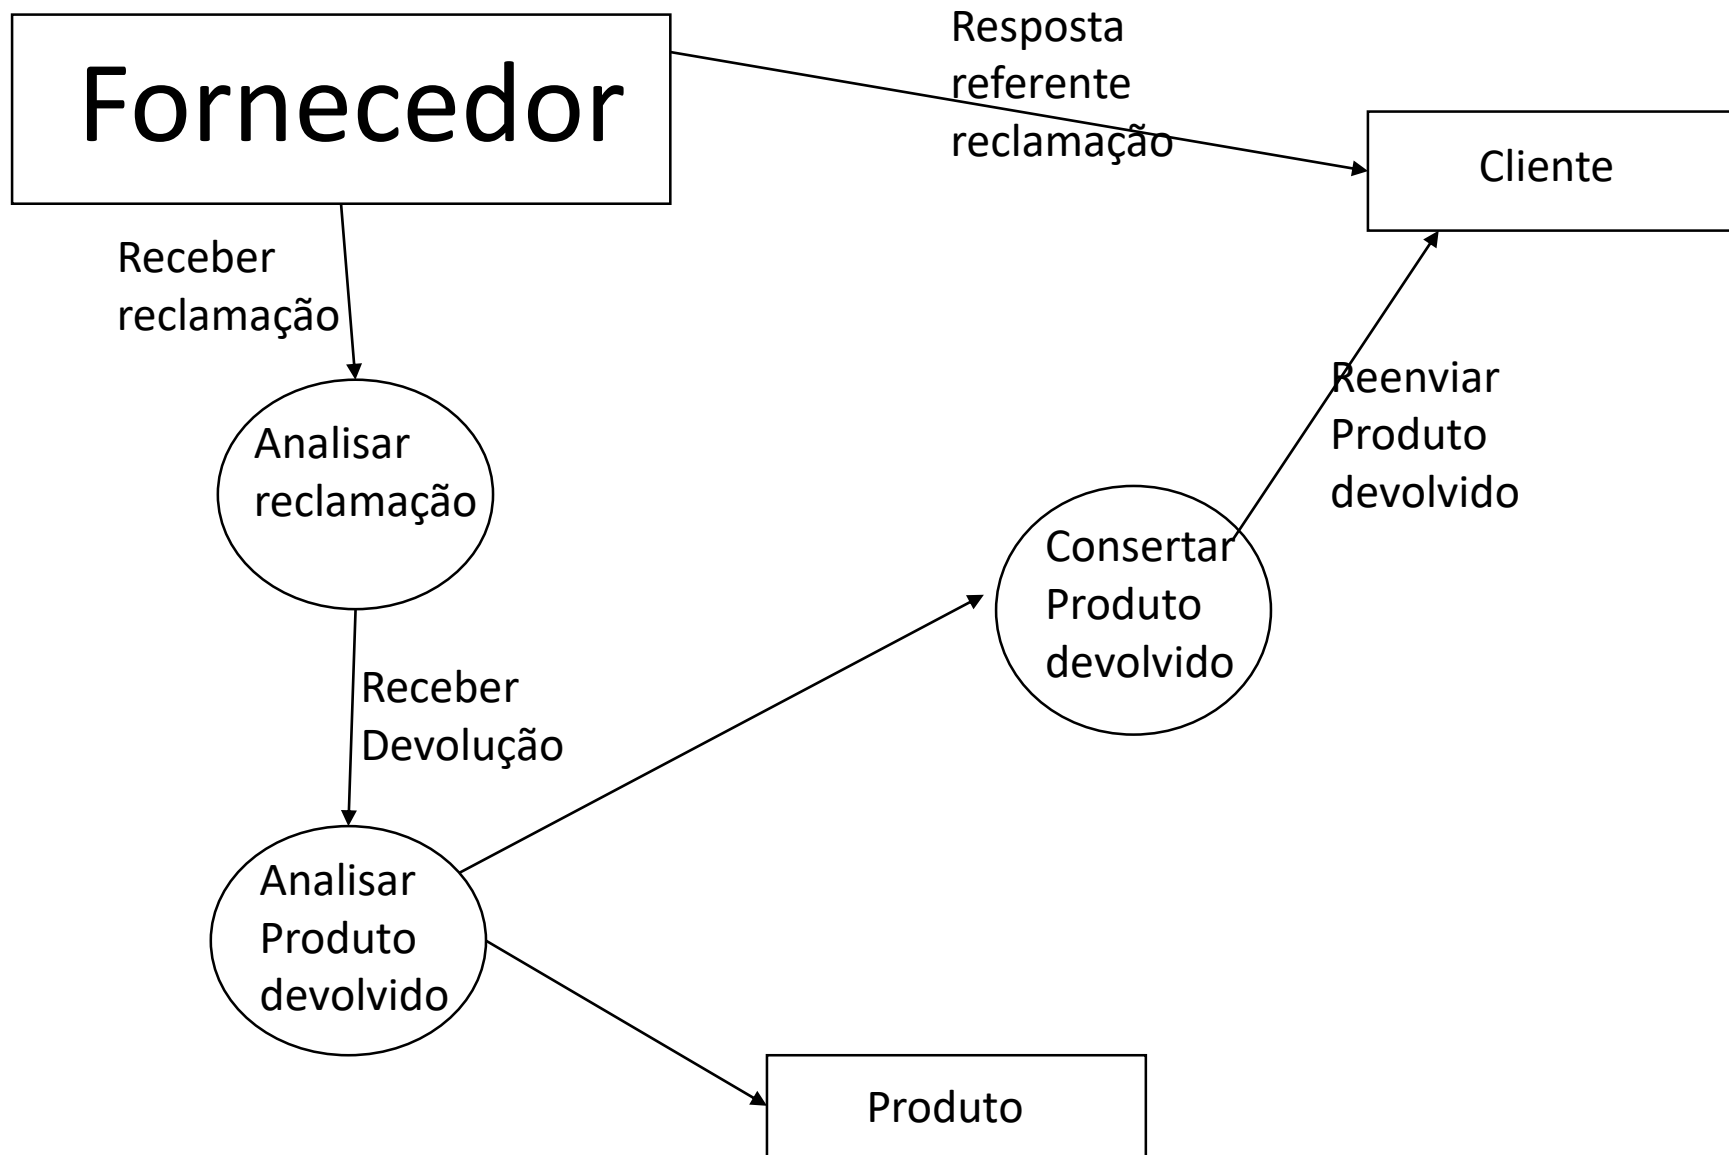 Fornecedor
Resposta
referente
reclamação
Cliente
Receber
reclamação
Analisar
reclamação
Reenviar
Produto
devolvido
Consertar
Produto
devolvido
Receber
Devolução
Analisar
Produto
devolvido
Produto